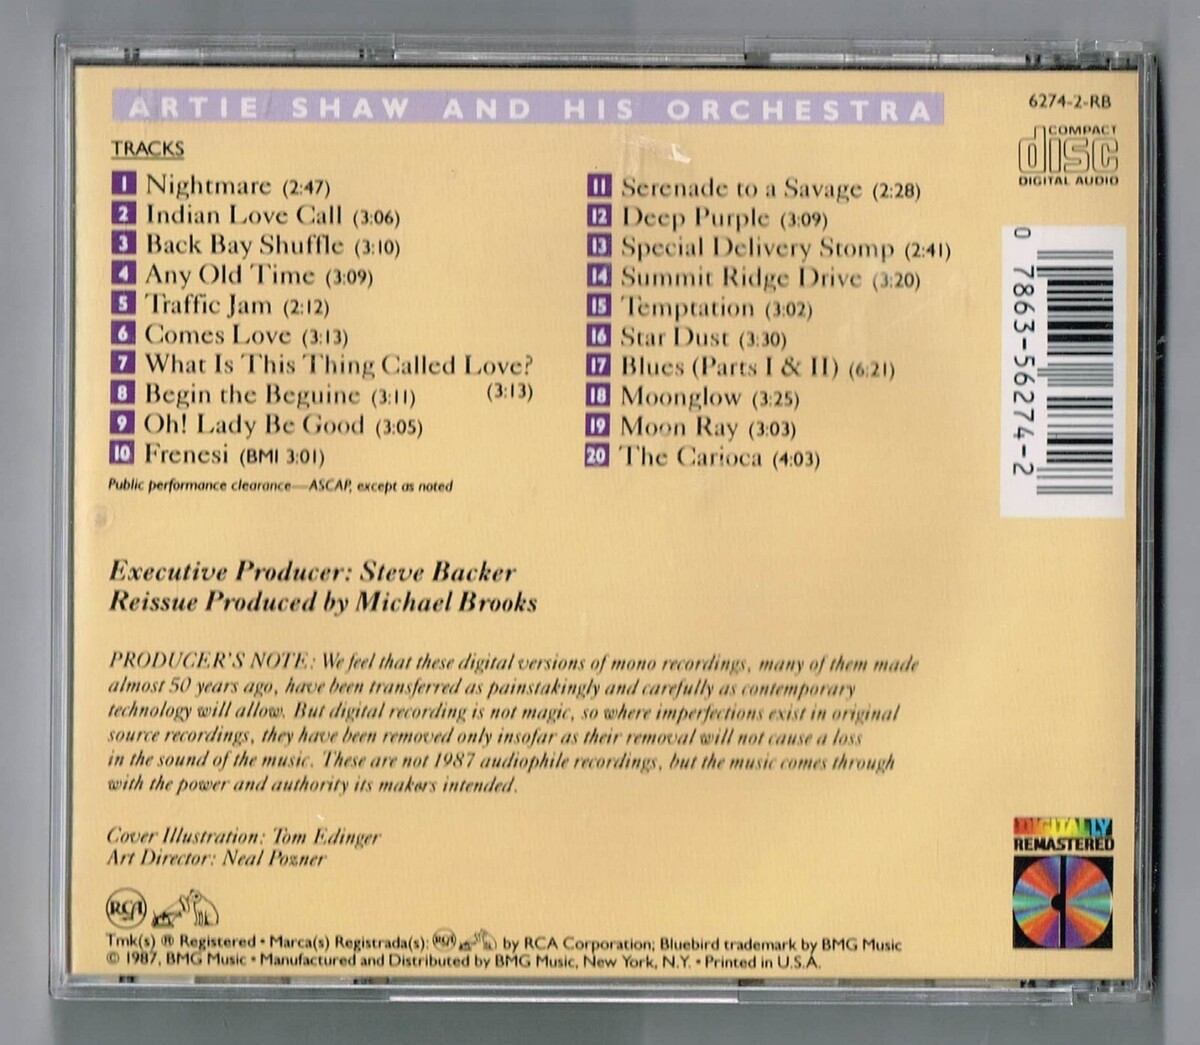 ARTIE SHAW AND HIS ORCHESTRA
6274-2-RB
COMPACT
disc
DIGITAL AUDIO
TRACKS
1 Nightmare (2:47)
2 Indian Love Call (3:06)
3 Back Bay Shuffle (3:10)
4 Any Old Time (3:09)
5 Traffic Jam (2:12)
6 Comes Love (3:13)
7 What Is This Thing Called Love?
(3:13)
8 Begin the Beguine (3:11)
9 Oh! Lady Be Good (3:05)
10 Frenesi (BMI 3:01)
11 Serenade to a Savage (2:28)
12 Deep Purple (3:09)
13 Special Delivery Stomp (2:41)
14 Summit Ridge Drive (3:20)
15 Temptation (3:02)
16 Star Dust (3:30)
17 Blues (Parts I & II) (6:21)
18 Moonglow (3:25)
19 Moon Ray (3:03)
20 The Carioca (4:03)
Public performance clearance—ASCAP, except as noted
0 7863-56274-2
Executive Producer: Steve Backer
Reissue Produced by Michael Brooks
PRODUCER'S NOTE: We feel that these digital versions of mono recordings, many of them made
almost 50 years ago, have been transferred as painstakingly and carefully as contemporary
technology will allow. But digital recording is not magic, so where imperfections exist in original
source recordings, they have been removed only insofar as their removal will not cause a loss
in the sound of the music. These are not 1987 audiophile recordings, but the music comes through
with the power and authority its makers intended.
Cover Illustration: Tom Edinger
Art Director: Neal Pozner
DIGITALLY
REMASTERED
RCA
Tmk(s) ® Registered • Marca(s) Registrada(s): RCA by RCA Corporation; Bluebird trademark by BMG Music
© 1987, BMG Music • Manufactured and Distributed by BMG Music, New York, N.Y. • Printed in U.S.A.